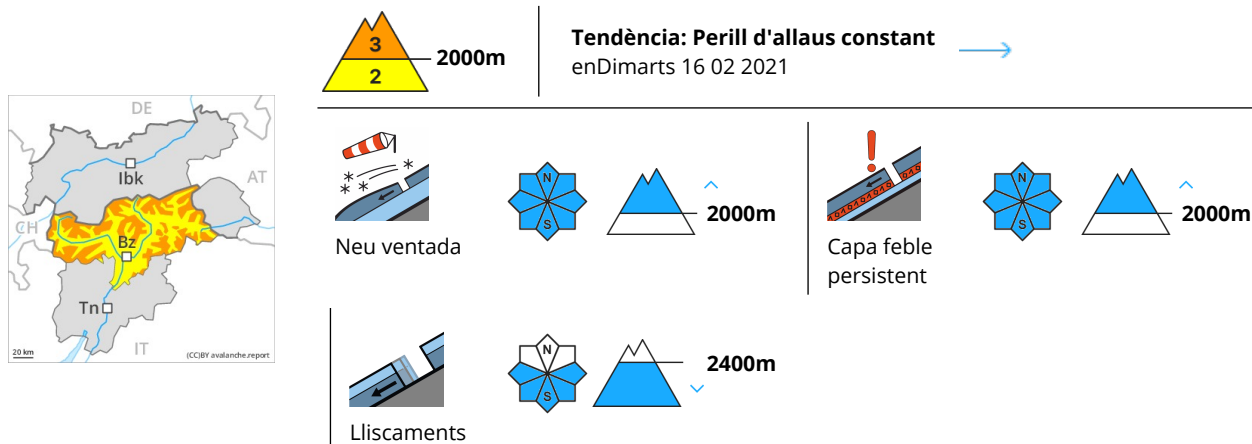 3
2000m
2
Tendència: Perill d'allaus constant
enDimarts 16 02 2021
DE
AT
Ibk
CH
Bz
Tn
IT
20 km
(CC)BY avalanche.report
N
S
2000m
Neu ventada
N
S
2000m
Capa feble
persistent
N
S
2400m
Lliscaments